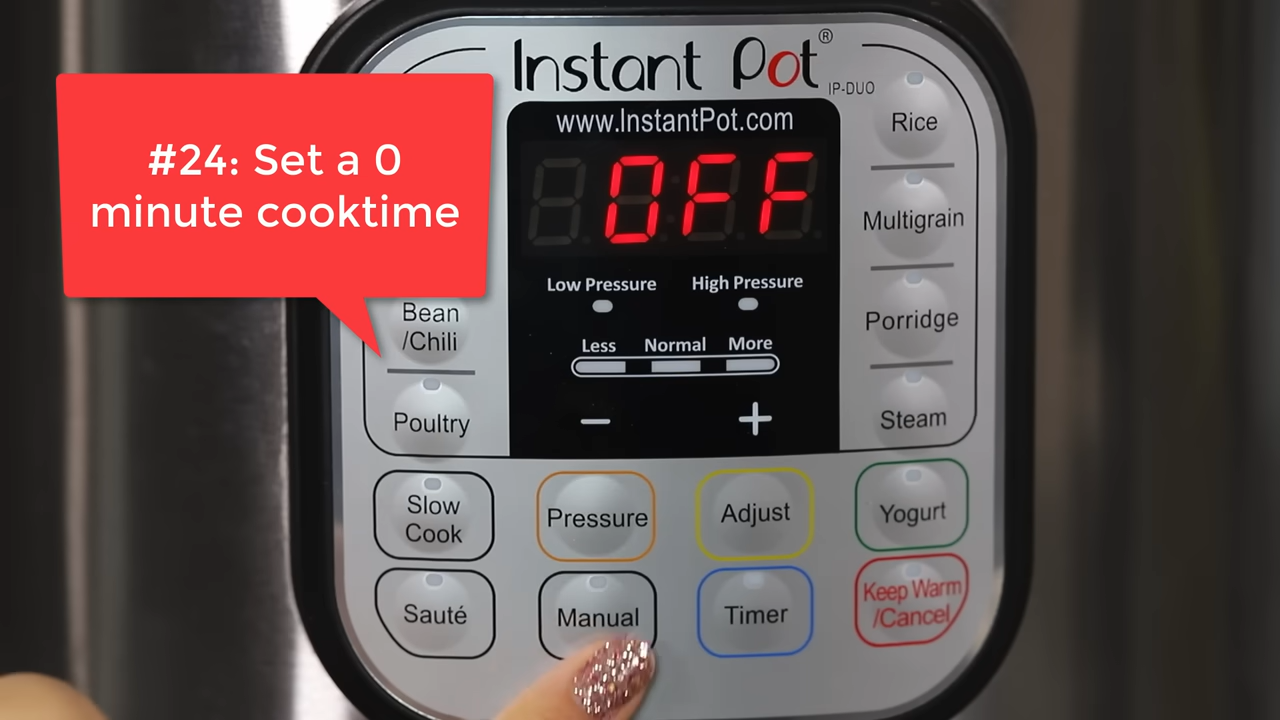 Instant Pot®
IP-DUO
www.InstantPot.com
#24: Set a 0
minute cooktime
OFF
Low Pressure High Pressure
Less Normal More
− +
Bean
/Chili
Poultry
Rice
Multigrain
Porridge
Steam
Slow
Cook
Pressure
Adjust
Yogurt
Sauté
Manual
Timer
Keep Warm
/Cancel